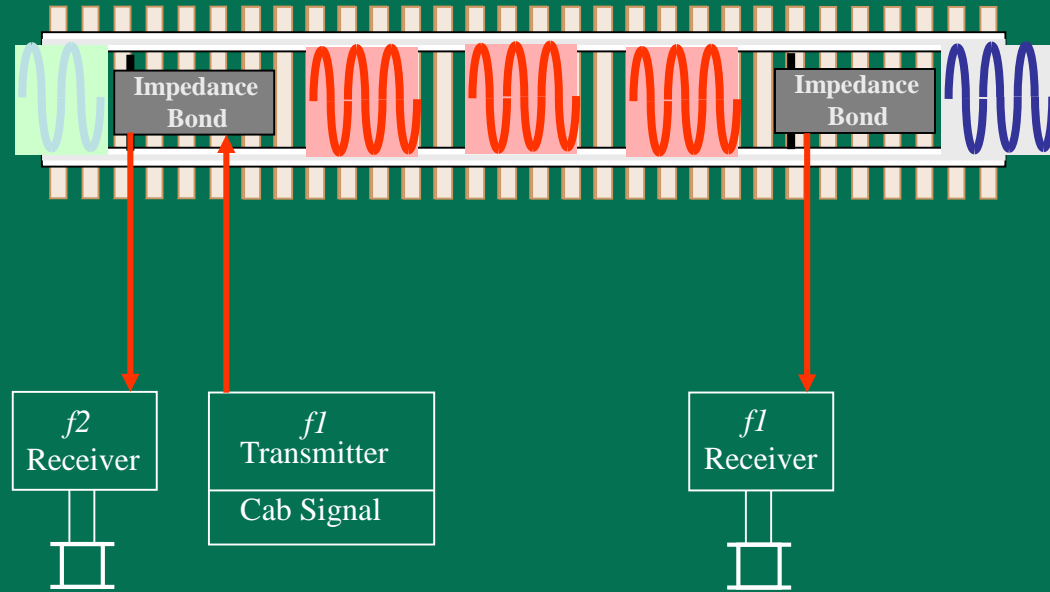 Impedance
Bond
Impedance
Bond
f2
Receiver
f1
Transmitter
Cab Signal
f1
Receiver